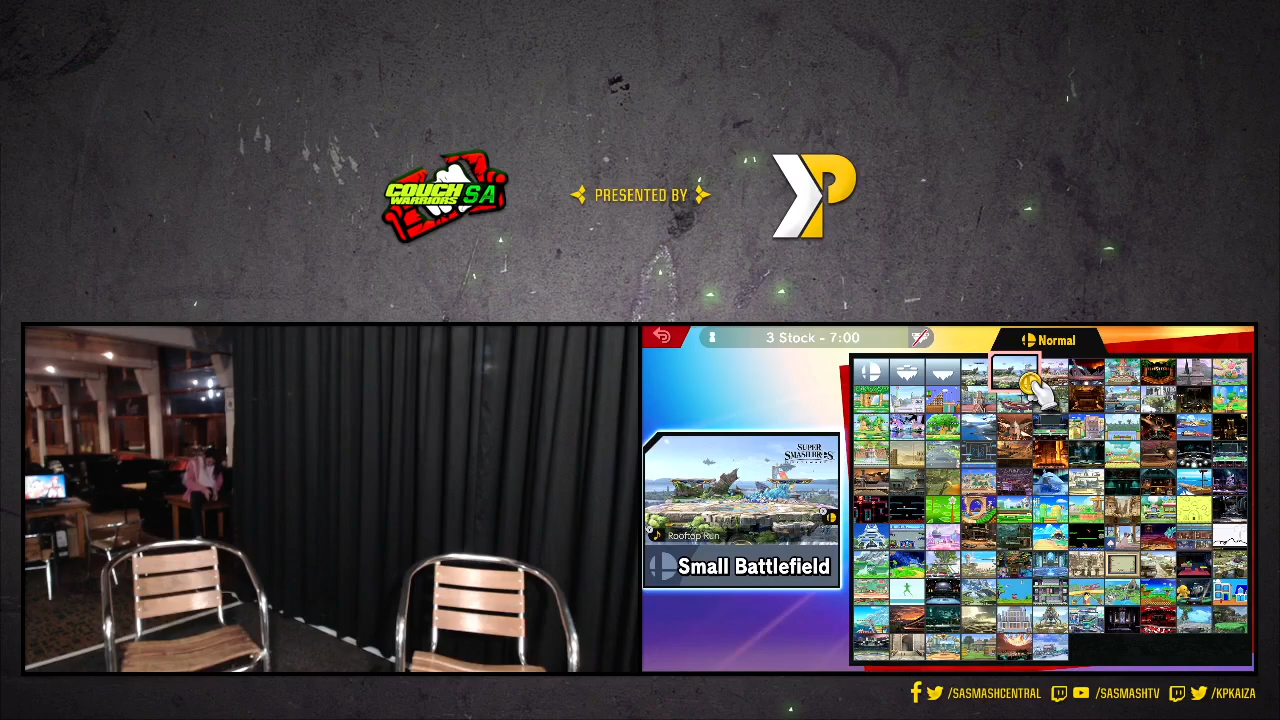 COUCH
WARRIORS
SA
PRESENTED BY
3 Stock - 7:00
Normal
SUPER
SMASH BROS.
Rooftop Run
Small Battlefield
/SASMASHCENTRAL
/SASMASHTV
/KPKAIZA